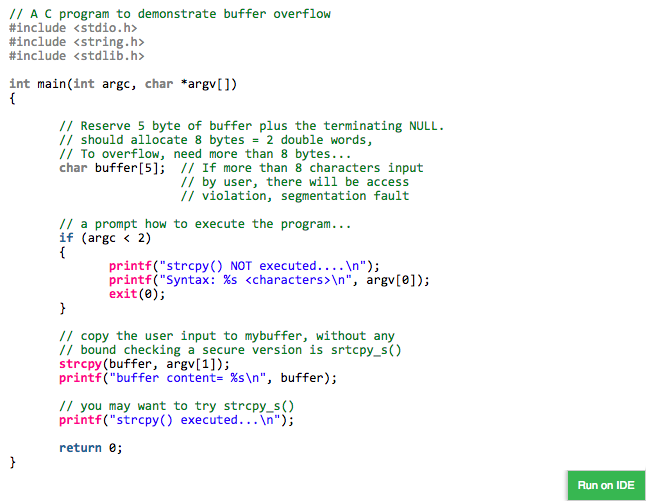 // A C program to demonstrate buffer overflow
#include <stdio.h>
#include <string.h>
#include <stdlib.h>
int main(int argc, char *argv[])
{
// Reserve 5 byte of buffer plus the terminating NULL.
// should allocate 8 bytes = 2 double words,
// To overflow, need more than 8 bytes...
char buffer[5]; // If more than 8 characters input
// by user, there will be access
// violation, segmentation fault
// a prompt how to execute the program...
if (argc < 2)
{
printf("strcpy() NOT executed....\n");
printf("Syntax: %s <characters>\n", argv[0]);
exit(0);
}
// copy the user input to mybuffer, without any
// bound checking a secure version is srtcpy_s()
strcpy(buffer, argv[1]);
printf("buffer content= %s\n", buffer);
// you may want to try strcpy_s()
printf("strcpy() executed...\n");
return 0;
}
Run on IDE